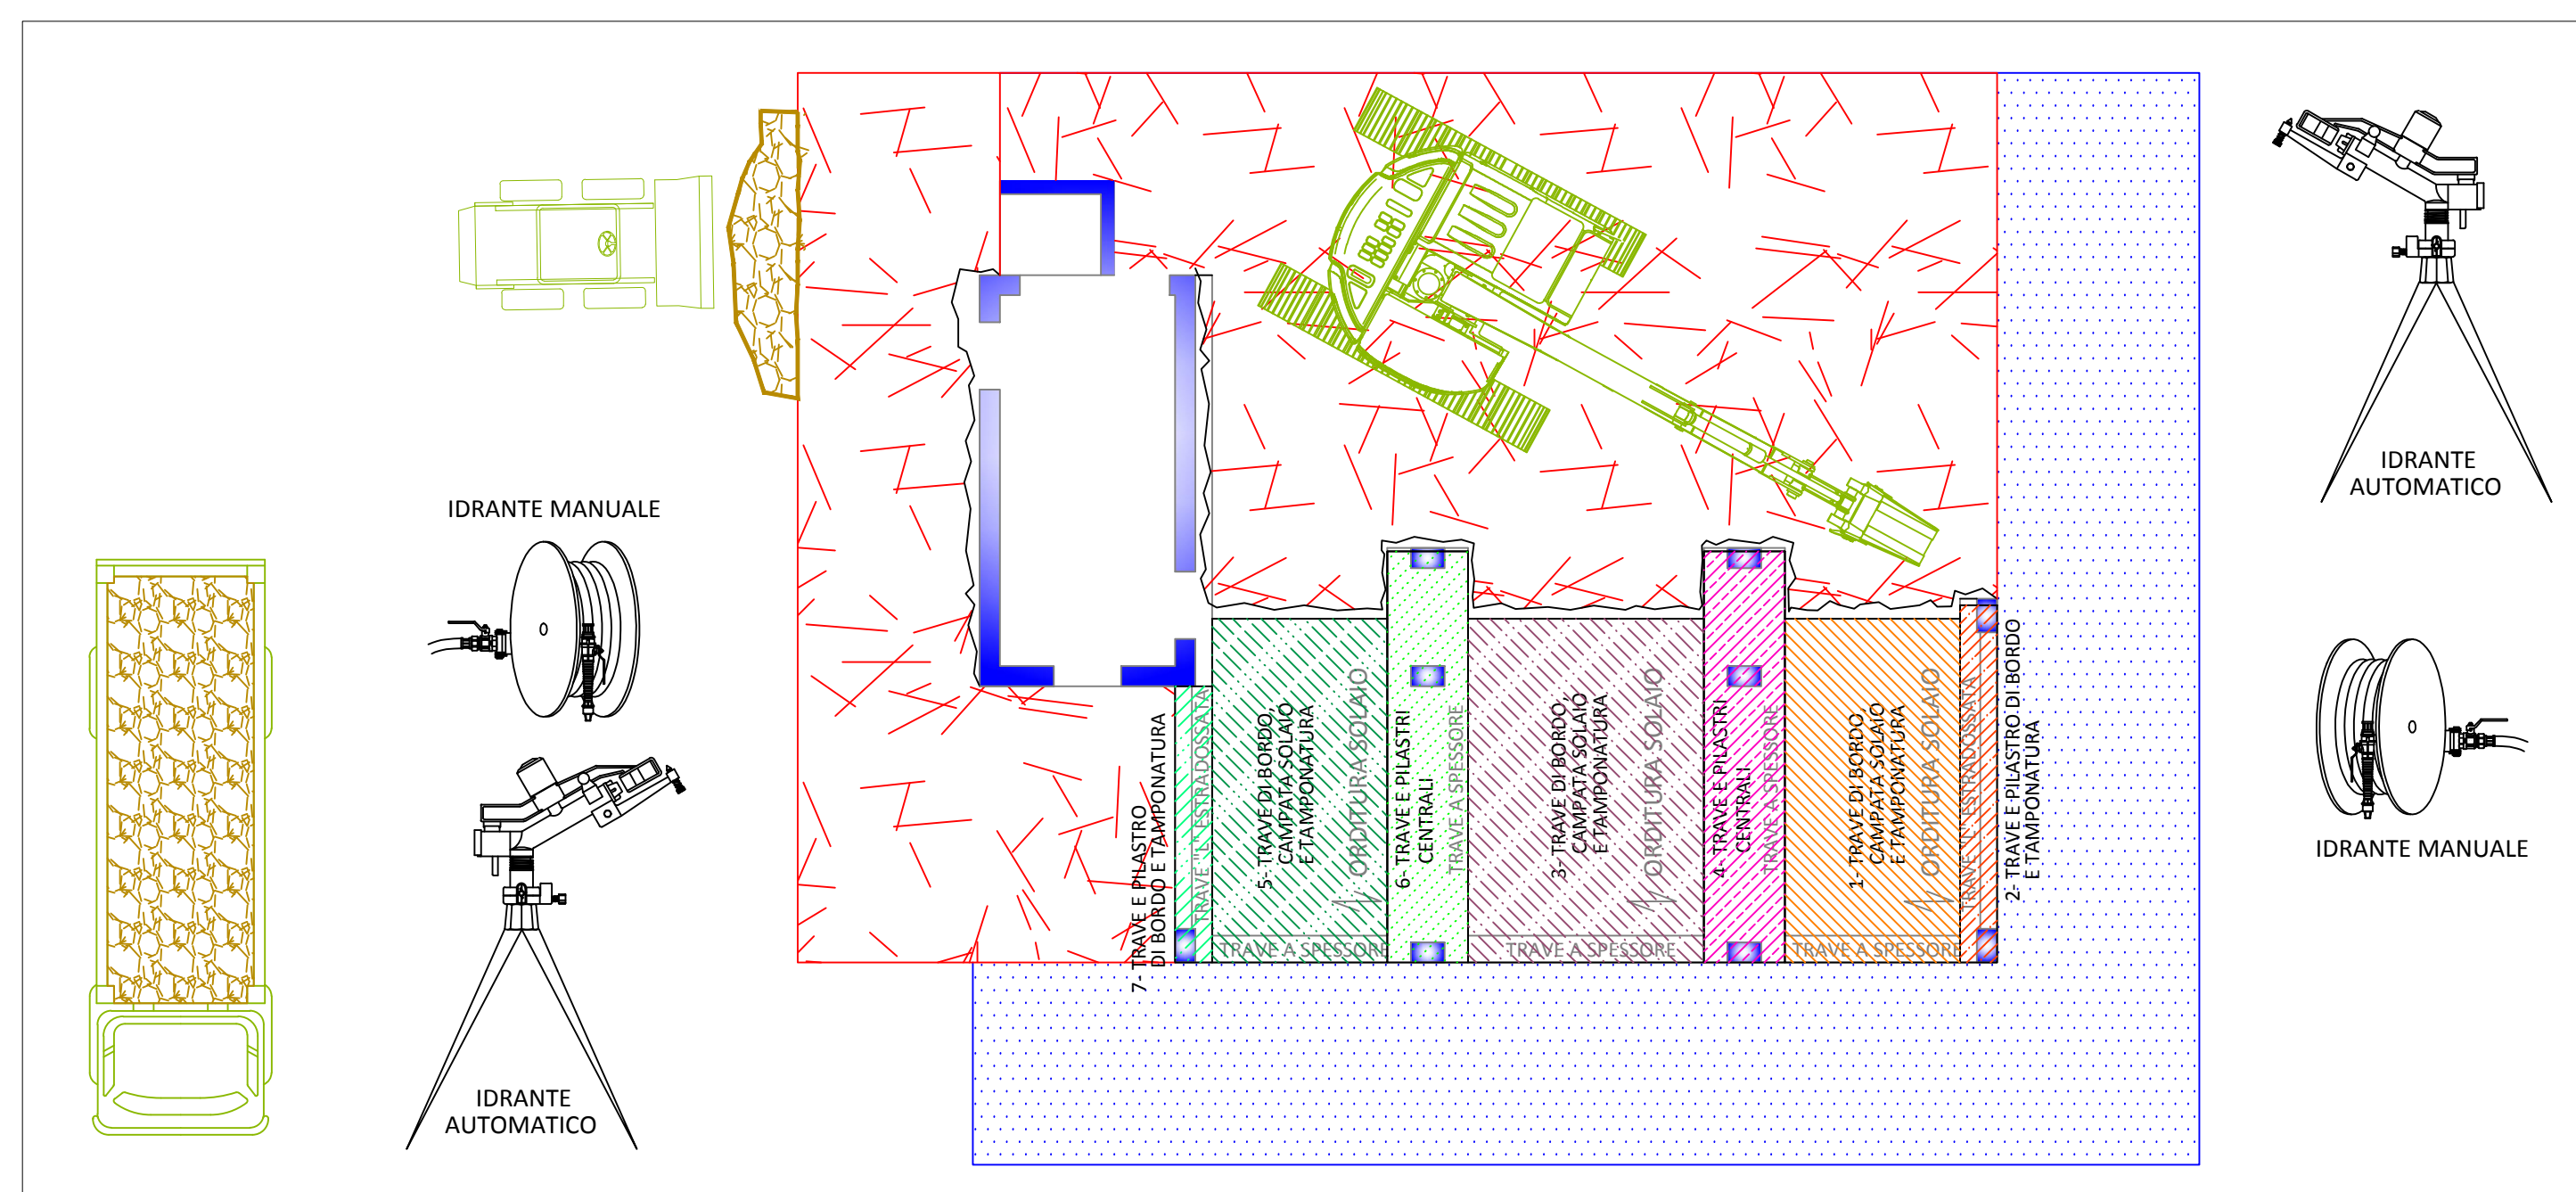 IDRANTE MANUALE
IDRANTE
AUTOMATICO
7- TRAVE E PILASTRO
DI BORDO E TAMPONATURA
TRAVE "L" ESTRADOSSATA
5- TRAVE DI BORDO,
CAMPATA SOLAIO
E TAMPONATURA
ORDITURA SOLAIO
TRAVE A SPESSORE
6- TRAVE E PILASTRI
CENTRALI
TRAVE A SPESSORE
3- TRAVE DI BORDO,
CAMPATA SOLAIO
E TAMPONATURA
ORDITURA SOLAIO
TRAVE A SPESSORE
4- TRAVE E PILASTRI
CENTRALI
TRAVE A SPESSORE
1- TRAVE DI BORDO
CAMPATA SOLAIO
E TAMPONATURA
ORDITURA SOLAIO
TRAVE A SPESSORE
TRAVE "L" ESTRADOSSATA
2- TRAVE E PILASTRO DI BORDO
E TAMPONATURA
IDRANTE
AUTOMATICO
IDRANTE MANUALE